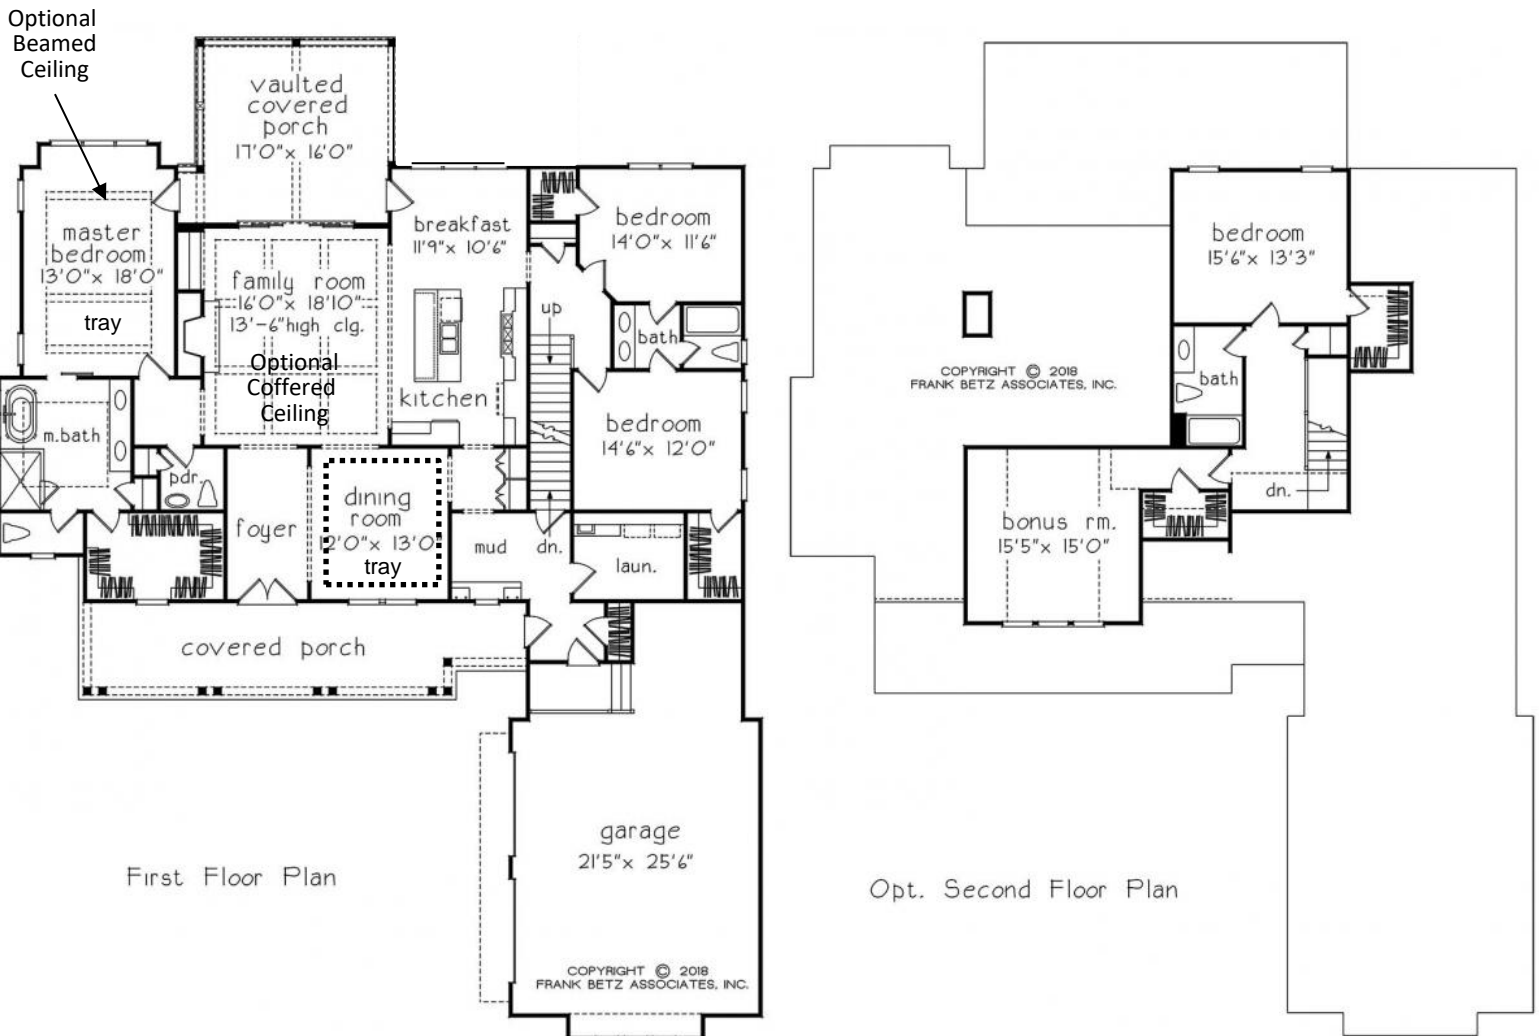 Optional
Beamed
Ceiling
vaulted
covered
porch
17'0"x 16'0"
master
bedroom
13'0"x 18'0"
tray
family room
16'0"x 18'10"
13'-6"high clg.
Optional
Coffered
Ceiling
breakfast
11'9"x 10'6"
kitchen
up
bedroom
14'0"x 11'6"
bath
bedroom
14'6"x 12'0"
m.bath
pdr.
foyer
dining
room
12'0"x 13'0"
tray
mud
dn.
laun.
covered porch
garage
21'5"x 25'6"
First Floor Plan
COPYRIGHT © 2018
FRANK BETZ ASSOCIATES, INC.
bedroom
15'6"x 13'3"
COPYRIGHT © 2018
FRANK BETZ ASSOCIATES, INC.
bath
dn.
bonus rm.
15'5"x 15'0"
Opt. Second Floor Plan